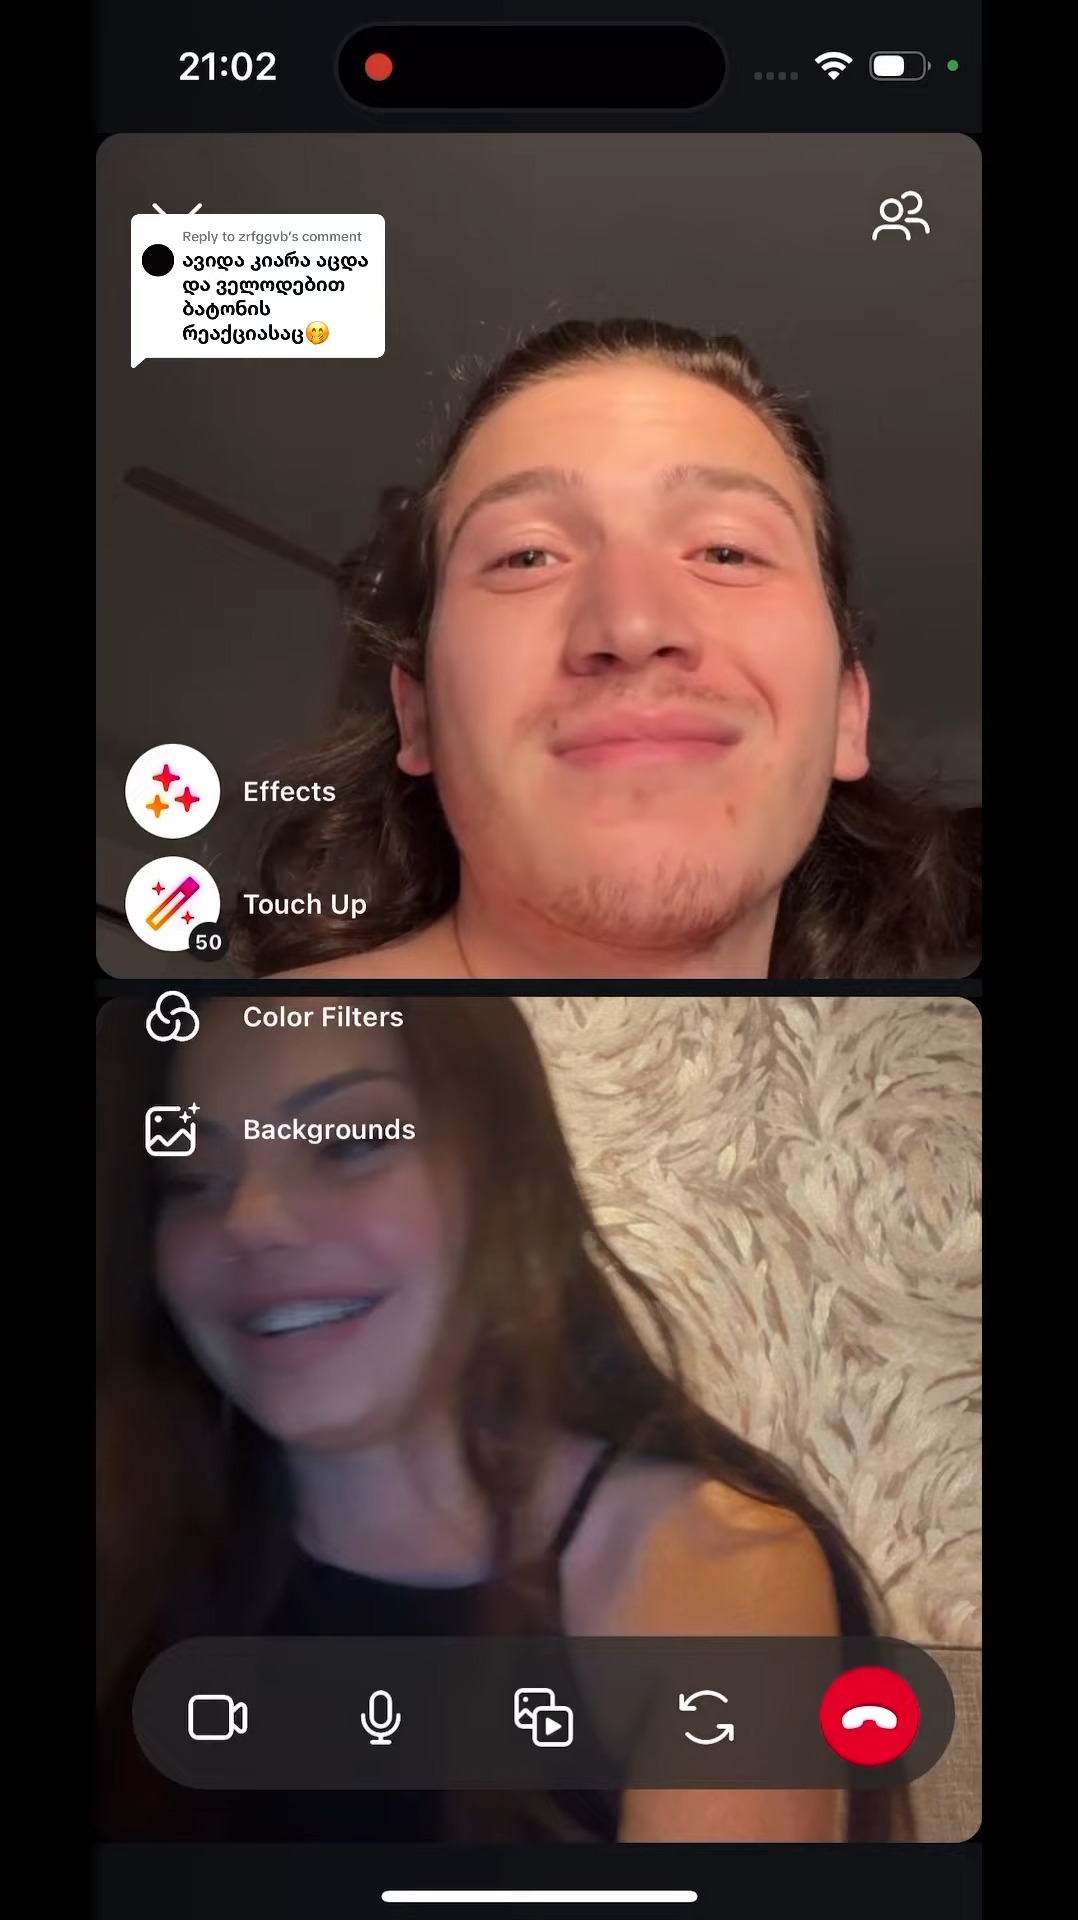 21:02
Reply to zrfggvb's comment
ავიდა კიარა აცდა
და ველოდებით
ბატონის
რეაქციასაც🤭
Effects
Touch Up
50
Color Filters
Backgrounds